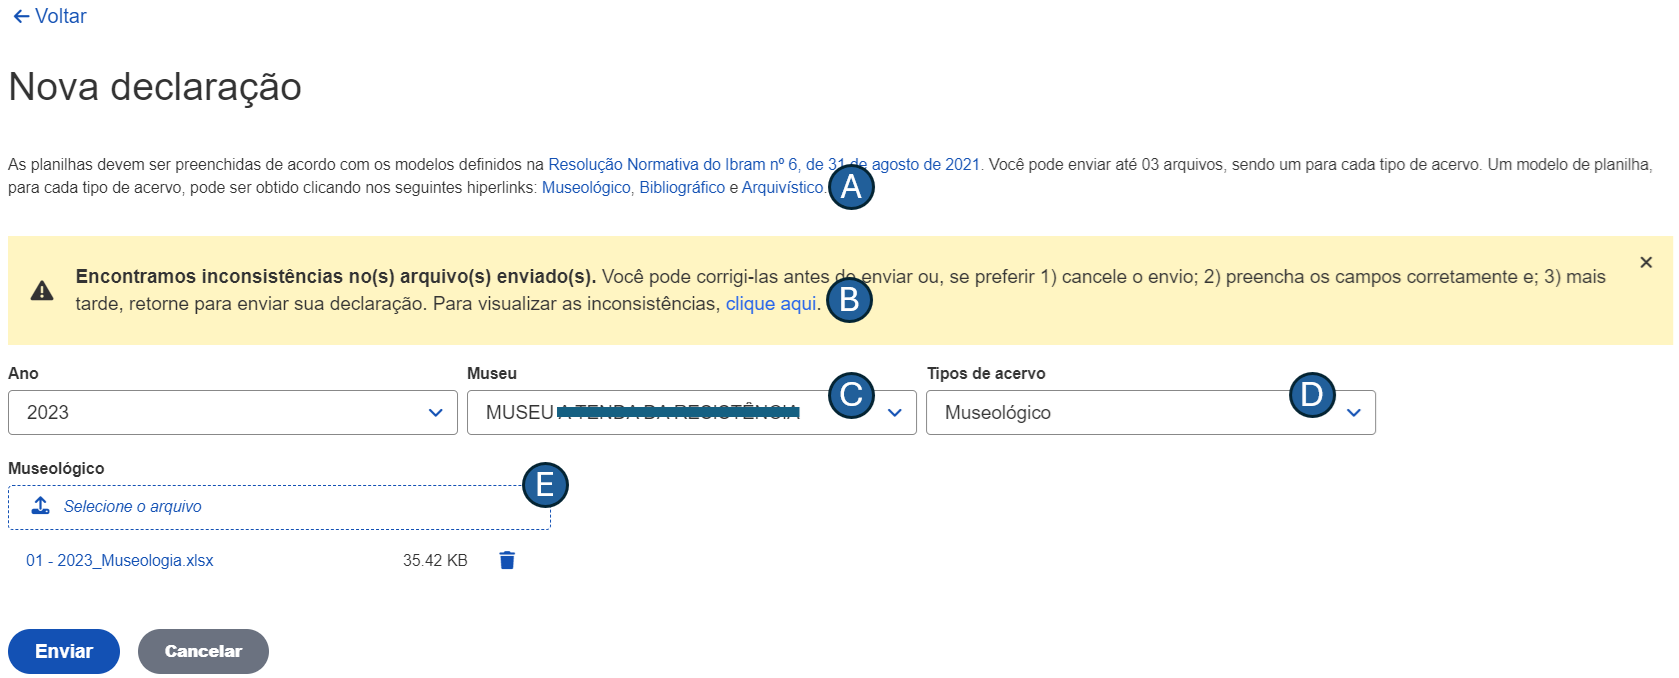 Voltar
Nova declaração
As planilhas devem ser preenchidas de acordo com os modelos definidos na Resolução Normativa do Ibram nº 6, de 31 de agosto de 2021. Você pode enviar até 03 arquivos, sendo um para cada tipo de acervo. Um modelo de planilha,
para cada tipo de acervo, pode ser obtido clicando nos seguintes hiperlinks: Museológico, Bibliográfico e Arquivístico.
A
Encontramos inconsistências no(s) arquivo(s) enviado(s). Você pode corrigi-las antes de enviar ou, se preferir 1) cancele o envio; 2) preencha os campos corretamente e; 3) mais
tarde, retorne para enviar sua declaração. Para visualizar as inconsistências, clique aqui.
B
Ano
Museu
Tipos de acervo
2023
MUSEU
C
Museológico
D
Museológico
E
Selecione o arquivo
01 - 2023_Museologia.xlsx
35.42 KB
Enviar
Cancelar